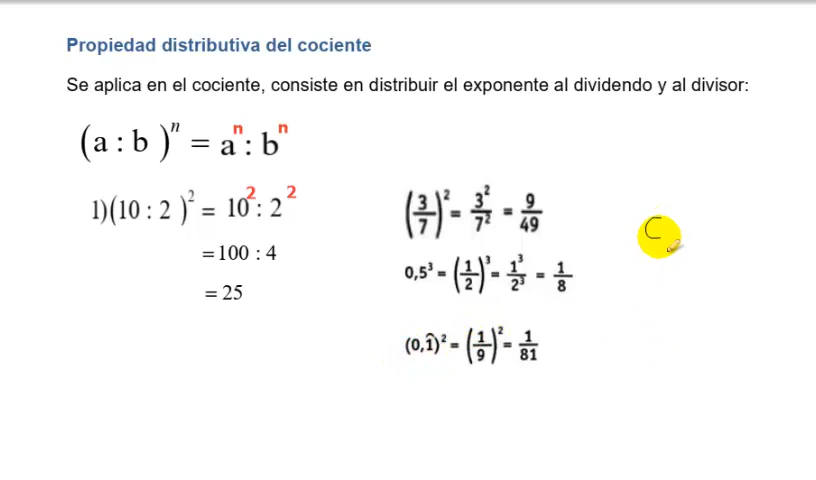 Propiedad distributiva del cociente
Se aplica en el cociente, consiste en distribuir el exponente al dividendo y al divisor:
(a : b)ⁿ = aⁿ : bⁿ
1)(10 : 2)² = 10² : 2²
= 100 : 4
= 25
(3/7)² = 3²/7² = 9/49
0,5³ = (1/2)³ = 1³/2³ = 1/8
(0,1̂)² = (1/9)² = 1/81
C